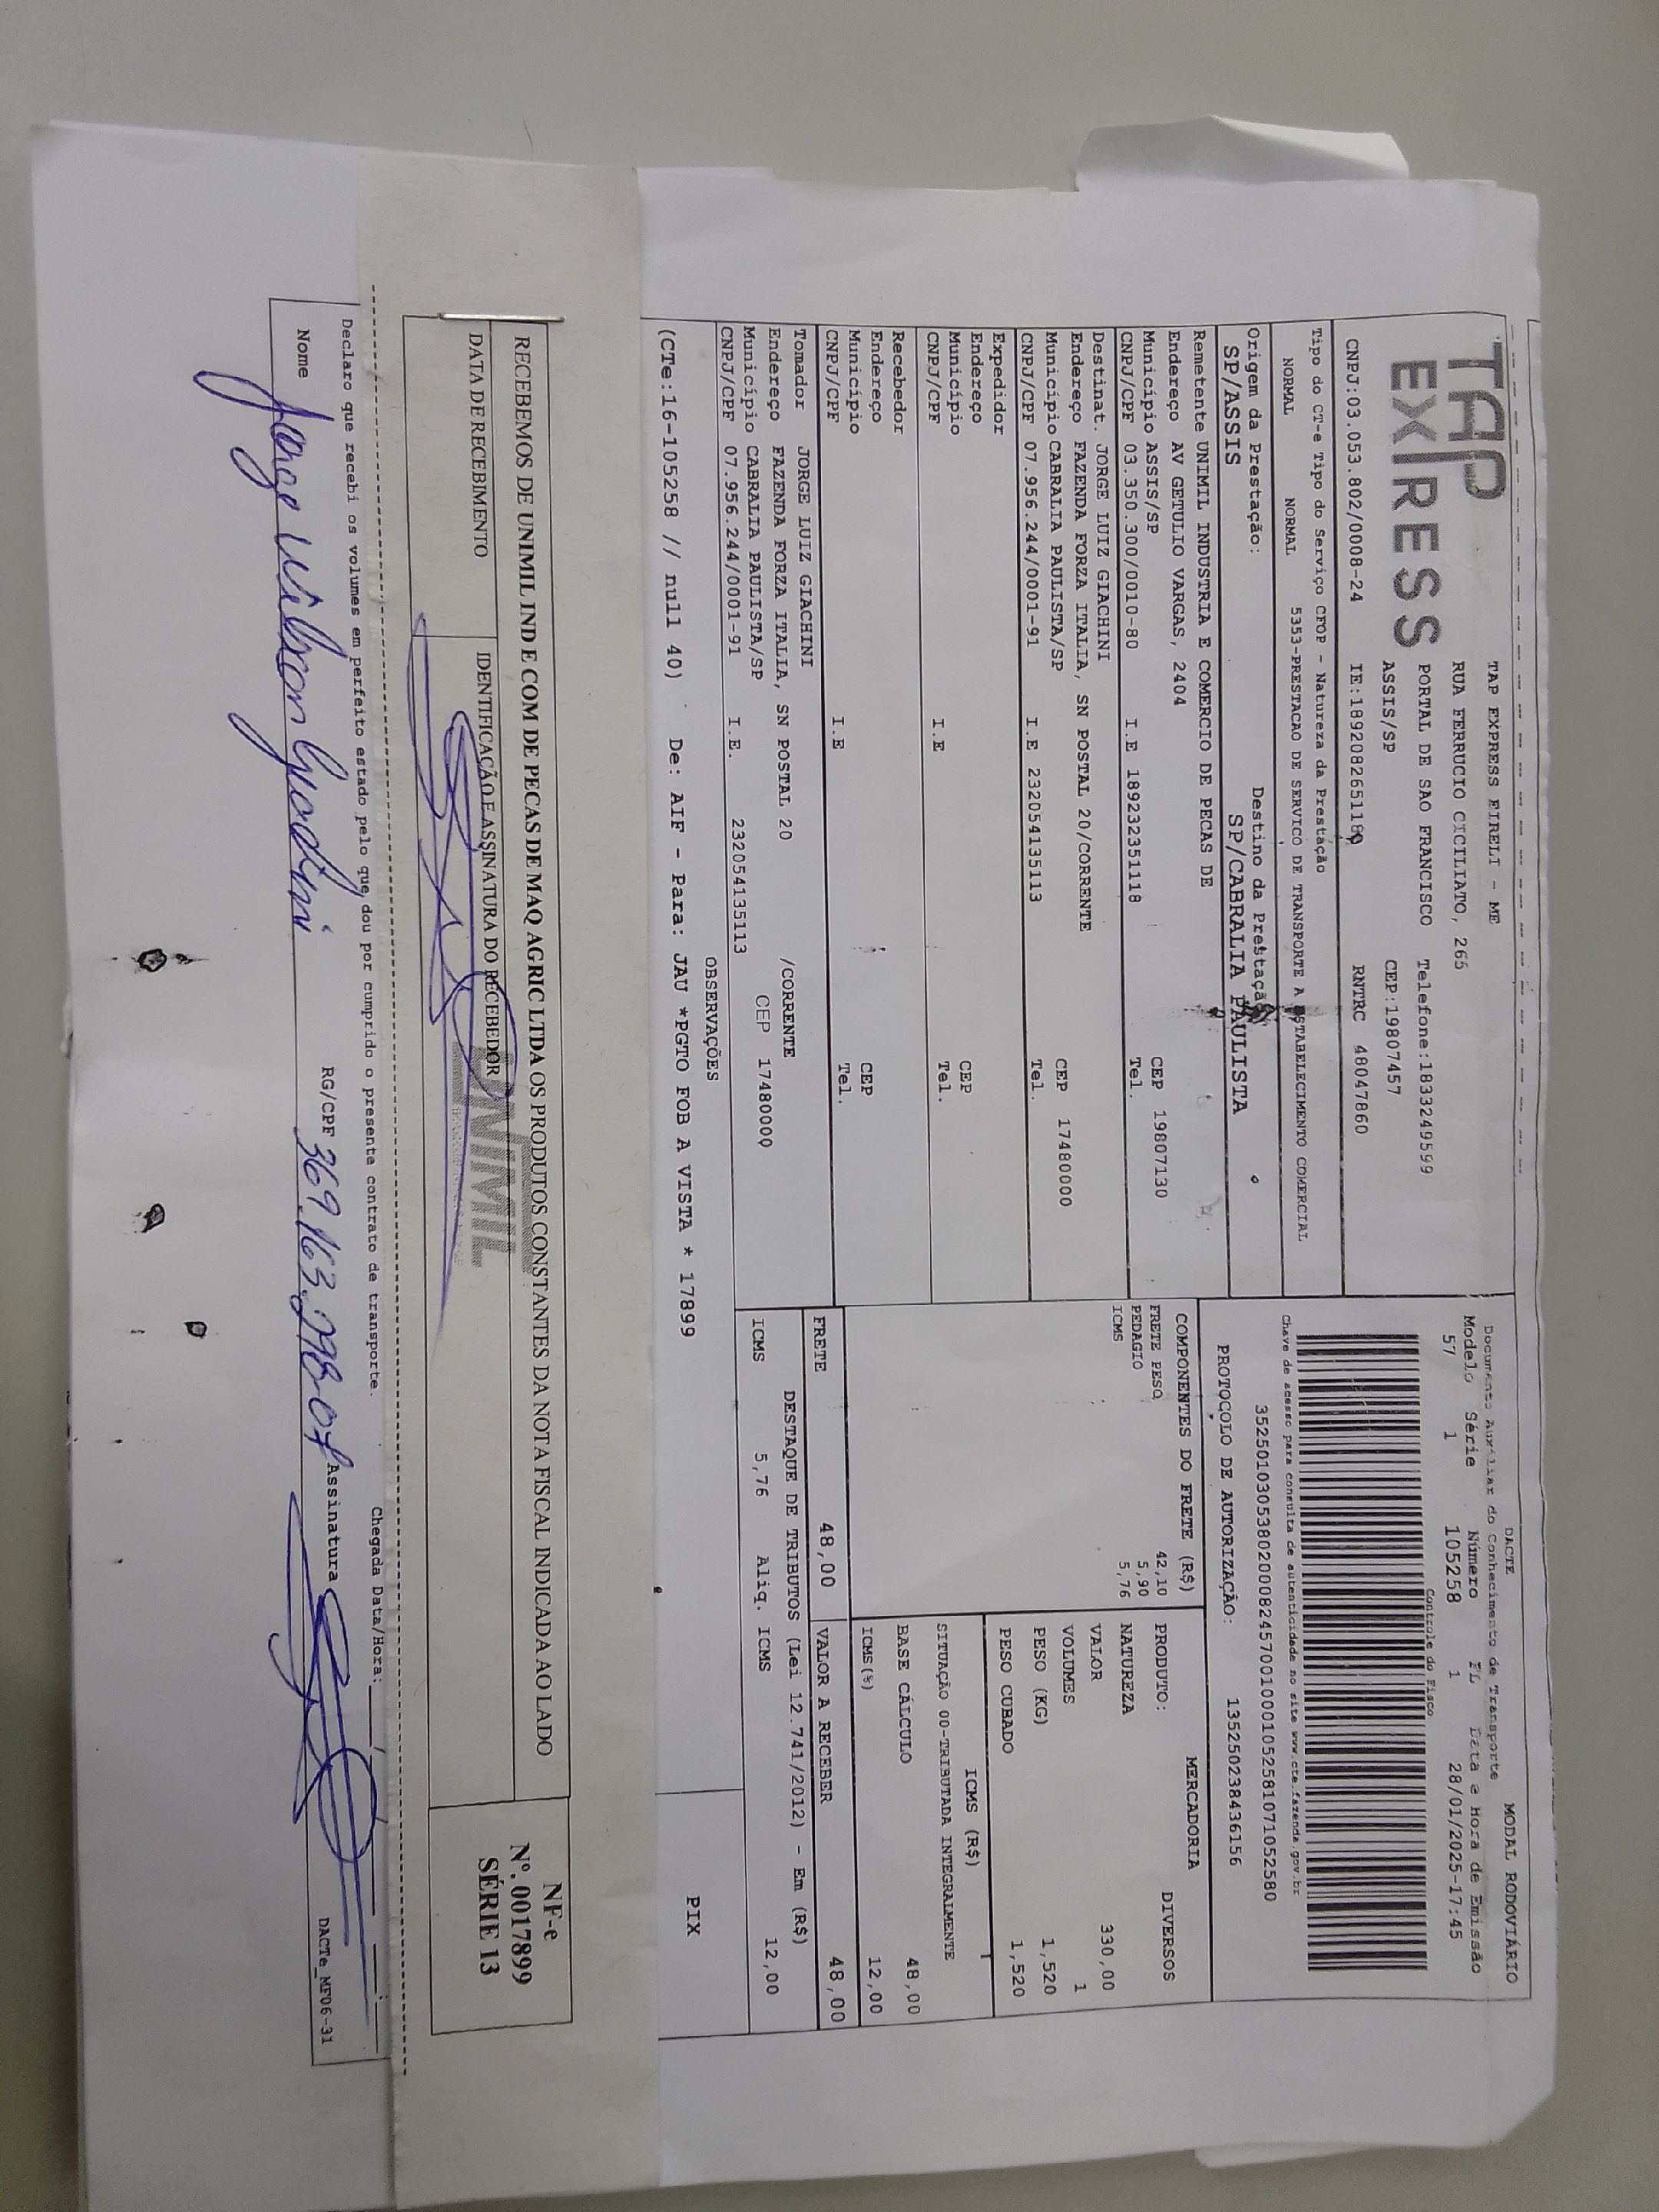 TAP
EXPRESS
TAP EXPRESS EIRELI - ME
RUA FERRUCIO CICILIATO, 265
PORTAL DE SAO FRANCISCO Telefone:1833249599
ASSIS/SP CEP:19807457
CNPJ:03.053.802/0008-24 IE:189208265118 RNTRC 48047860
DACTE MODAL RODOVIÁRIO
Documento Auxiliar do Conhecimento de Transporte
Modelo Série Número FL Data e Hora de Emissão
57 1 105258 1 28/01/2025-17:45
Controle do Fisco
Chave de acesso para consulta de autenticidade no site www.cte.fazenda.gov.br
35250103053802000824570010001052581071052580
PROTOCOLO DE AUTORIZAÇÃO: 135250238436156
Tipo do CT-e Tipo do Serviço CFOP - Natureza da Prestação
NORMAL NORMAL 5353-PRESTACAO DE SERVICO DE TRANSPORTE A ESTABELECIMENTO COMERCIAL
Origem da Prestação: Destino da Prestação
SP/ASSIS SP/CABRALIA PAULISTA
Remetente UNIMIL INDUSTRIA E COMERCIO DE PECAS DE
Endereço AV GETULIO VARGAS, 2404
Município ASSIS/SP CEP 19807130
CNPJ/CPF 03.350.300/0010-80 I.E 189232351118 Tel.
Destinat. JORGE LUIZ GIACHINI
Endereço FAZENDA FORZA ITALIA, SN POSTAL 20/CORRENTE
Município CABRALIA PAULISTA/SP CEP 17480000
CNPJ/CPF 07.956.244/0001-91 I.E 232054135113 Tel.
Expedidor
Endereço
Município CEP
CNPJ/CPF I.E Tel.
Recebedor
Endereço
Município CEP
CNPJ/CPF I.E Tel.
Tomador JORGE LUIZ GIACHINI
Endereço FAZENDA FORZA ITALIA, SN POSTAL 20 /CORRENTE
Município CABRALIA PAULISTA/SP CEP 17480000
CNPJ/CPF 07.956.244/0001-91 I.E. 232054135113
COMPONENTES DO FRETE (R$)
FRETE PESO 42,10
PEDAGIO 5,90
ICMS 5,76
MERCADORIA
PRODUTO: DIVERSOS
NATUREZA
VALOR 330,00
VOLUMES 1
PESO (KG) 1,520
PESO CUBADO 1,520
ICMS (R$)
SITUAÇÃO 00-TRIBUTADA INTEGRALMENTE
BASE CÁLCULO 48,00
ICMS(%) 12,00
FRETE 48,00 VALOR A RECEBER 48,00
DESTAQUE DE TRIBUTOS (Lei 12.741/2012) - Em (R$)
ICMS 5,76 Aliq. ICMS 12,00
OBSERVAÇÕES
(CTe:16-105258 // null 40) De: AIF - Para: JAU *PGTO FOB A VISTA * 17899
PIX
RECEBEMOS DE UNIMIL IND E COM DE PECAS DE MAQ AGRIC LTDA OS PRODUTOS CONSTANTES DA NOTA FISCAL INDICADA AO LADO
DATA DE RECEBIMENTO IDENTIFICAÇÃO E ASSINATURA DO RECEBEDOR
UNIMIL
NF-e
Nº. 0017899
SÉRIE 13
Declaro que recebi os volumes em perfeito estado pelo que dou por cumprido o presente contrato de transporte. Chegada Data/Hora:
Nome Jorge RG/CPF 369.163.298-07 Assinatura
DACTe_MF06-31